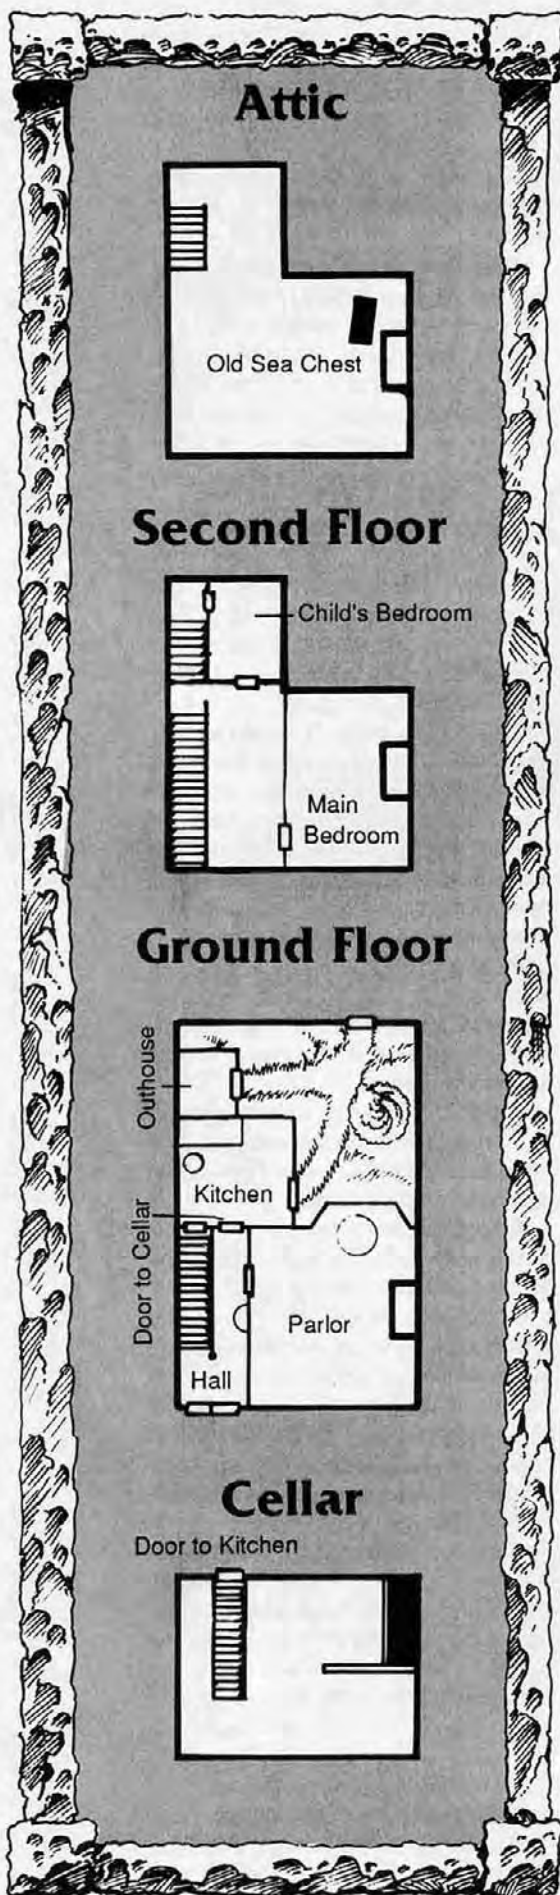 Attic
Old Sea Chest
Second Floor
Child's Bedroom
Main
Bedroom
Ground Floor
Outhouse
Kitchen
Door to Cellar
Parlor
Hall
Cellar
Door to Kitchen